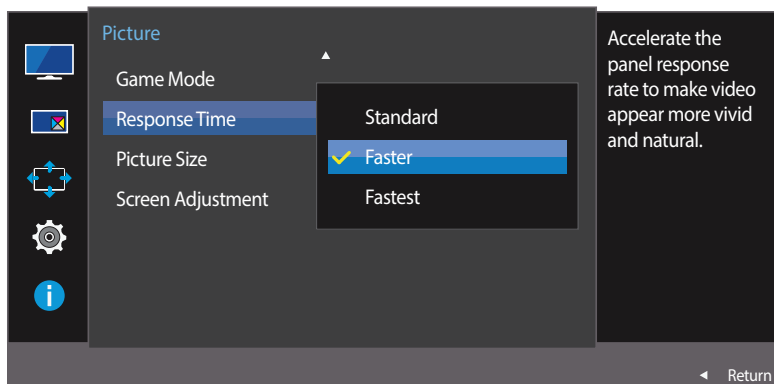 Picture
Game Mode
Response Time
Picture Size
Screen Adjustment
Standard
Faster
Fastest
Accelerate the
panel response
rate to make video
appear more vivid
and natural.
i
Return